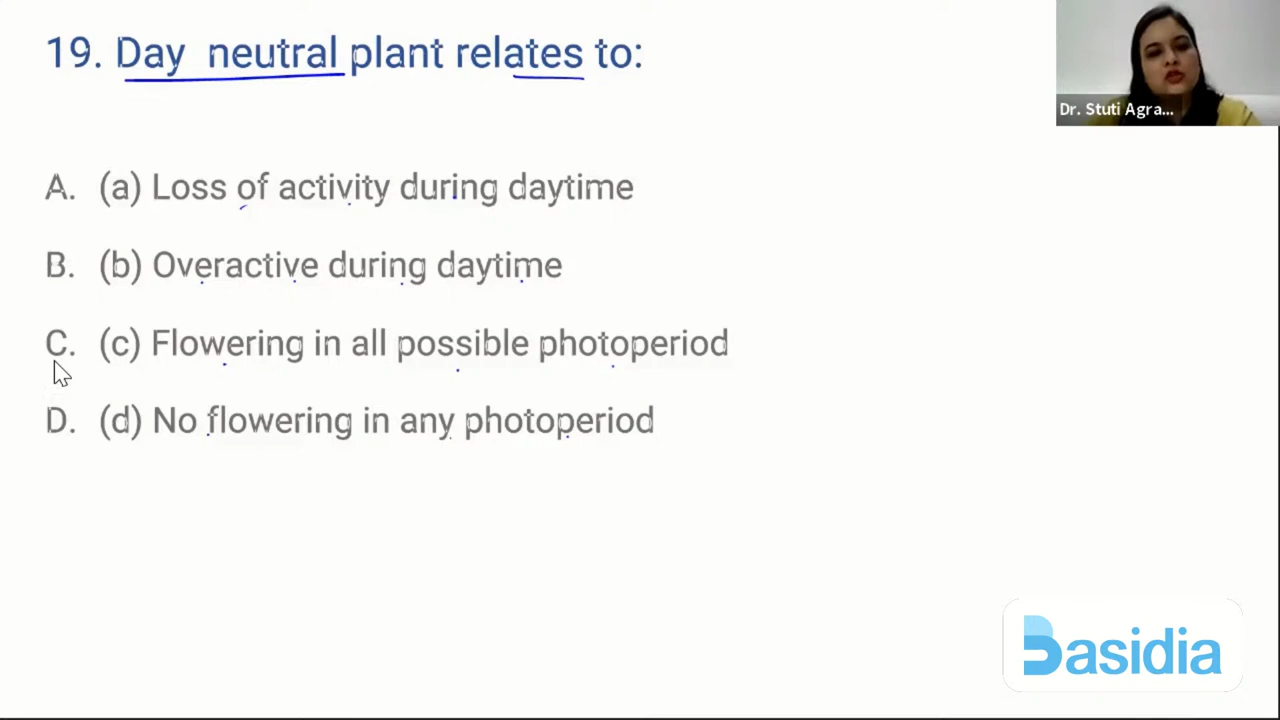 19. Day neutral plant relates to:
Dr. Stuti Agra...
A. (a) Loss of activity during daytime
B. (b) Overactive during daytime
C. (c) Flowering in all possible photoperiod
D. (d) No flowering in any photoperiod
Basidia